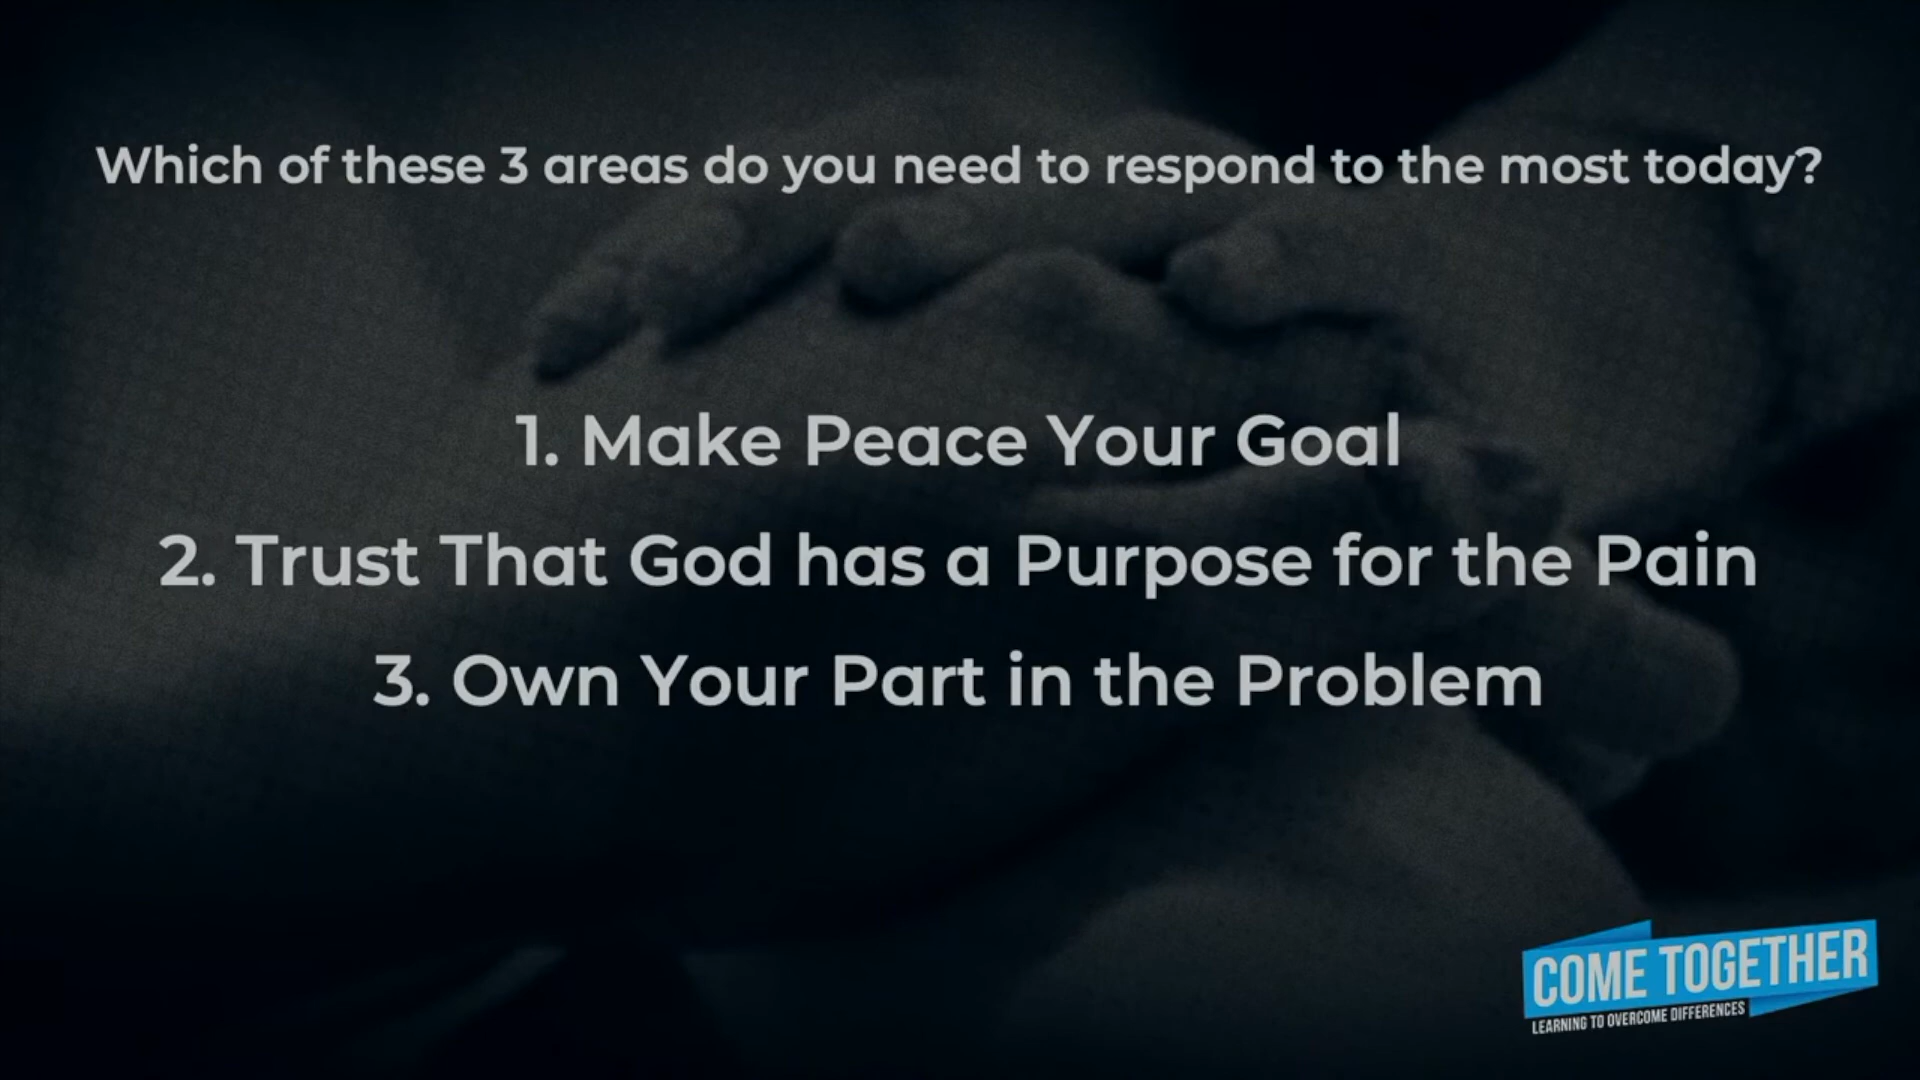 Which of these 3 areas do you need to respond to the most today?
1. Make Peace Your Goal
2. Trust That God has a Purpose for the Pain
3. Own Your Part in the Problem
COME TOGETHER
LEARNING TO OVERCOME DIFFERENCES